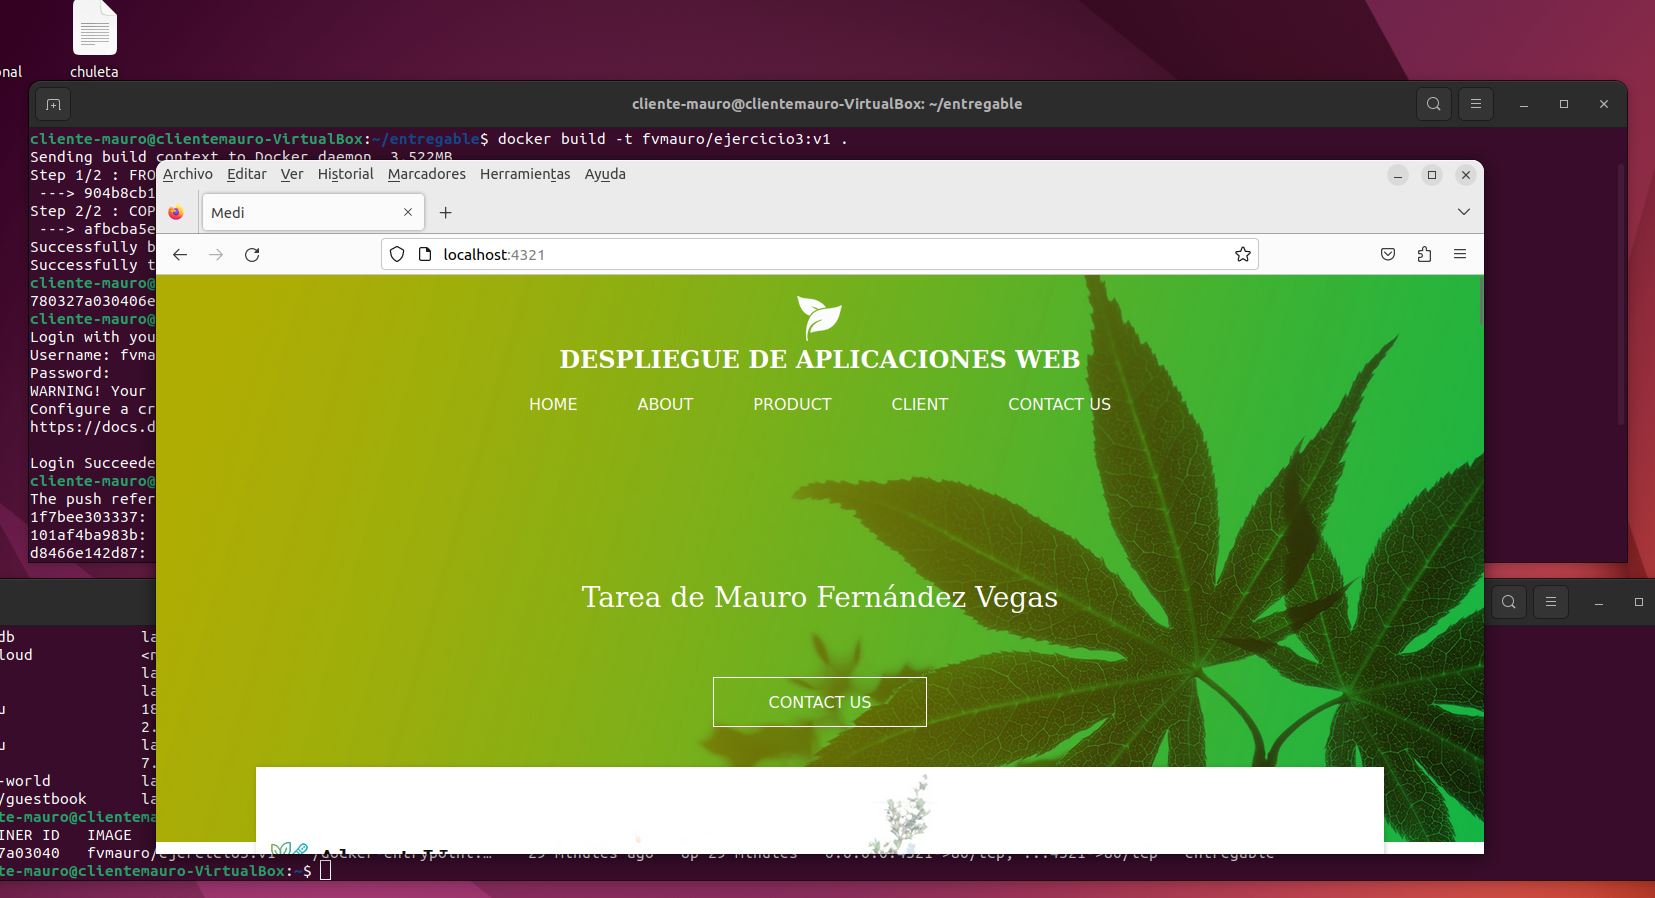 onal
chuleta
cliente-mauro@clientemauro-VirtualBox: ~/entregable
cliente-mauro@clientemauro-VirtualBox:~/entregable$ docker build -t fvmauro/ejercicio3:v1 .
Sending build context to Docker daemon  3.522MB
Step 1/2 : FRO
 ---> 904b8cb1
Step 2/2 : COP
 ---> afbcba5e
Successfully b
Successfully t
cliente-mauro@
780327a030406e
cliente-mauro@
Login with you
Username: fvma
Password:
WARNING! Your
Configure a cr
https://docs.d
Login Succeede
cliente-mauro@
The push refer
1f7bee303337:
101af4ba983b:
d8466e142d87:
Archivo Editar Ver Historial Marcadores Herramientas Ayuda
Medi
localhost:4321
DESPLIEGUE DE APLICACIONES WEB
HOME ABOUT PRODUCT CLIENT CONTACT US
Tarea de Mauro Fernández Vegas
CONTACT US
db la
loud <n
la
la
u 18
2.
u la
7.
-world la
/guestbook la
te-mauro@clientema
INER ID IMAGE
7a03040 fvmauro/ejercicio3:v1 "/docker-entrypoint.…" 29 minutes ago Up 29 minutes 0.0.0.0:4321->80/tcp, :::4321->80/tcp entregable
te-mauro@clientemauro-VirtualBox:~$